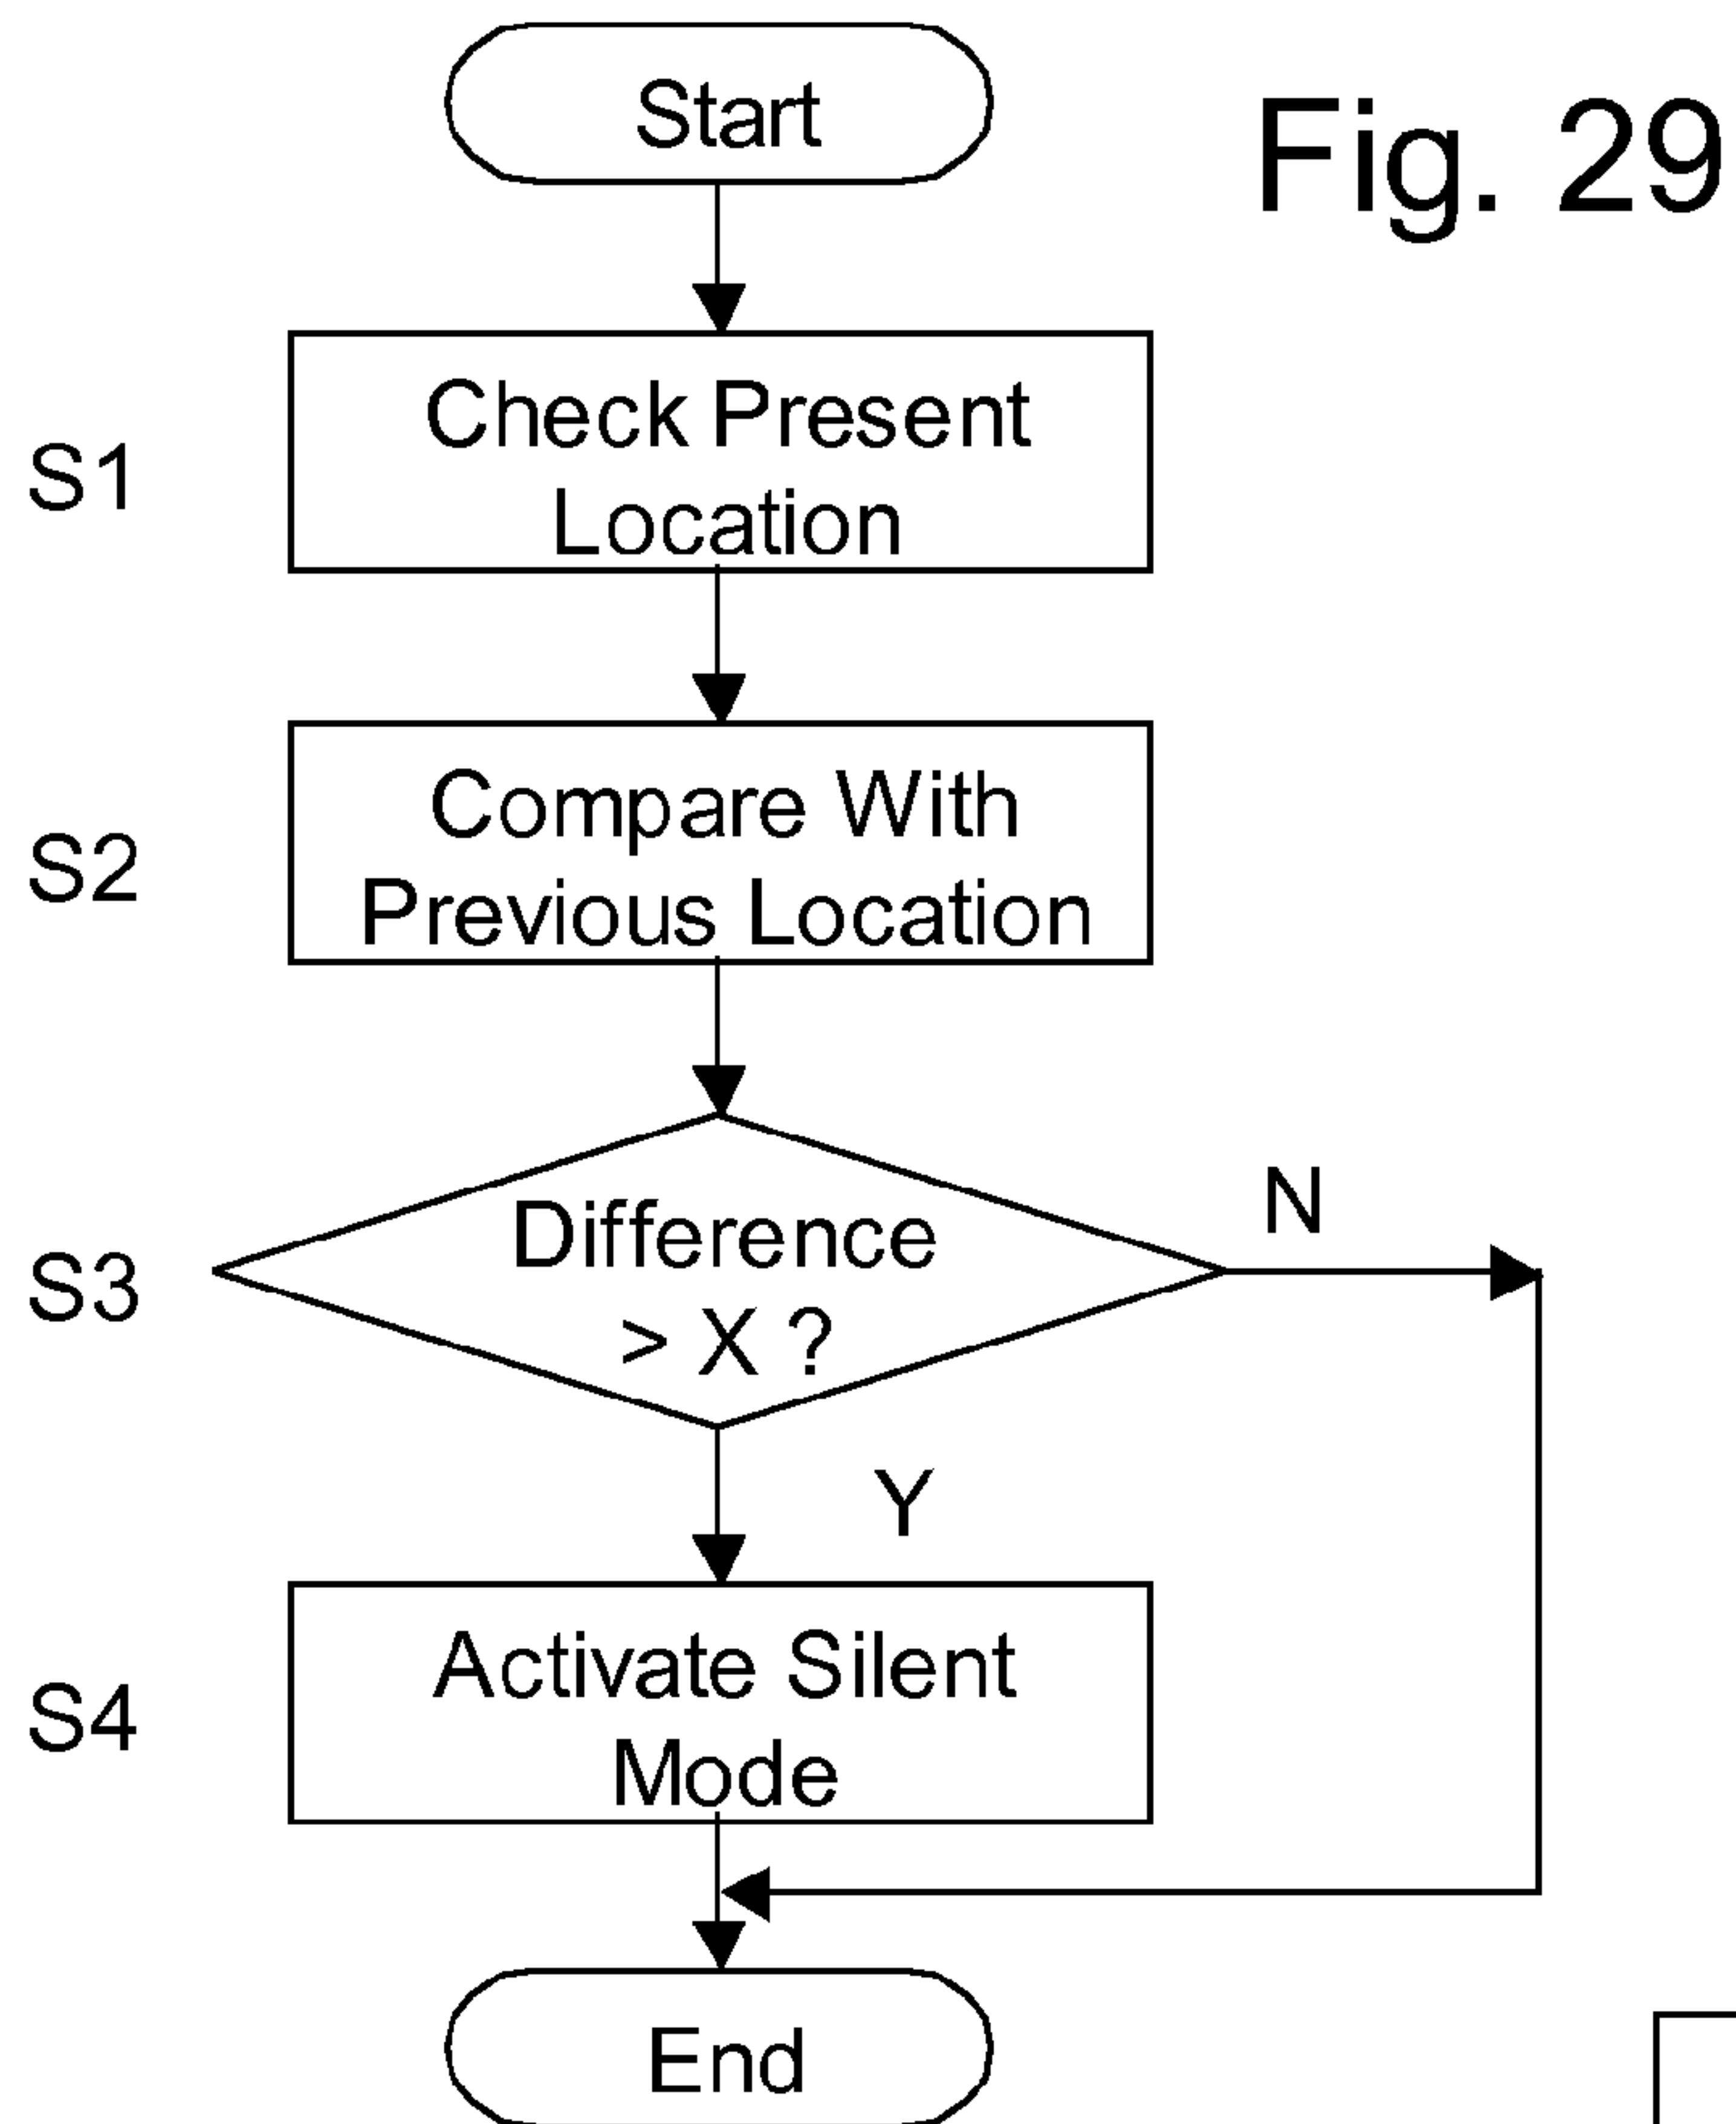 Start
Fig. 29
S1
Check Present
Location
S2
Compare With
Previous Location
S3
Difference
> X ?
N
Y
S4
Activate Silent
Mode
End